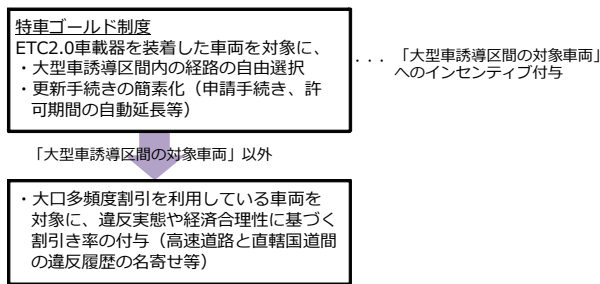 特車ゴールド制度
ETC2.0車載器を装着した車両を対象に、
・大型車誘導区間内の経路の自由選択
・更新手続きの簡素化（申請手続き、許
可期間の自動延長等）
... 「大型車誘導区間の対象車両」
へのインセンティブ付与
「大型車誘導区間の対象車両」以外
・大口多頻度割引を利用している車両を
対象に、違反実態や経済合理性に基づく
割引き率の付与（高速道路と直轄国道間
の違反履歴の名寄せ等）